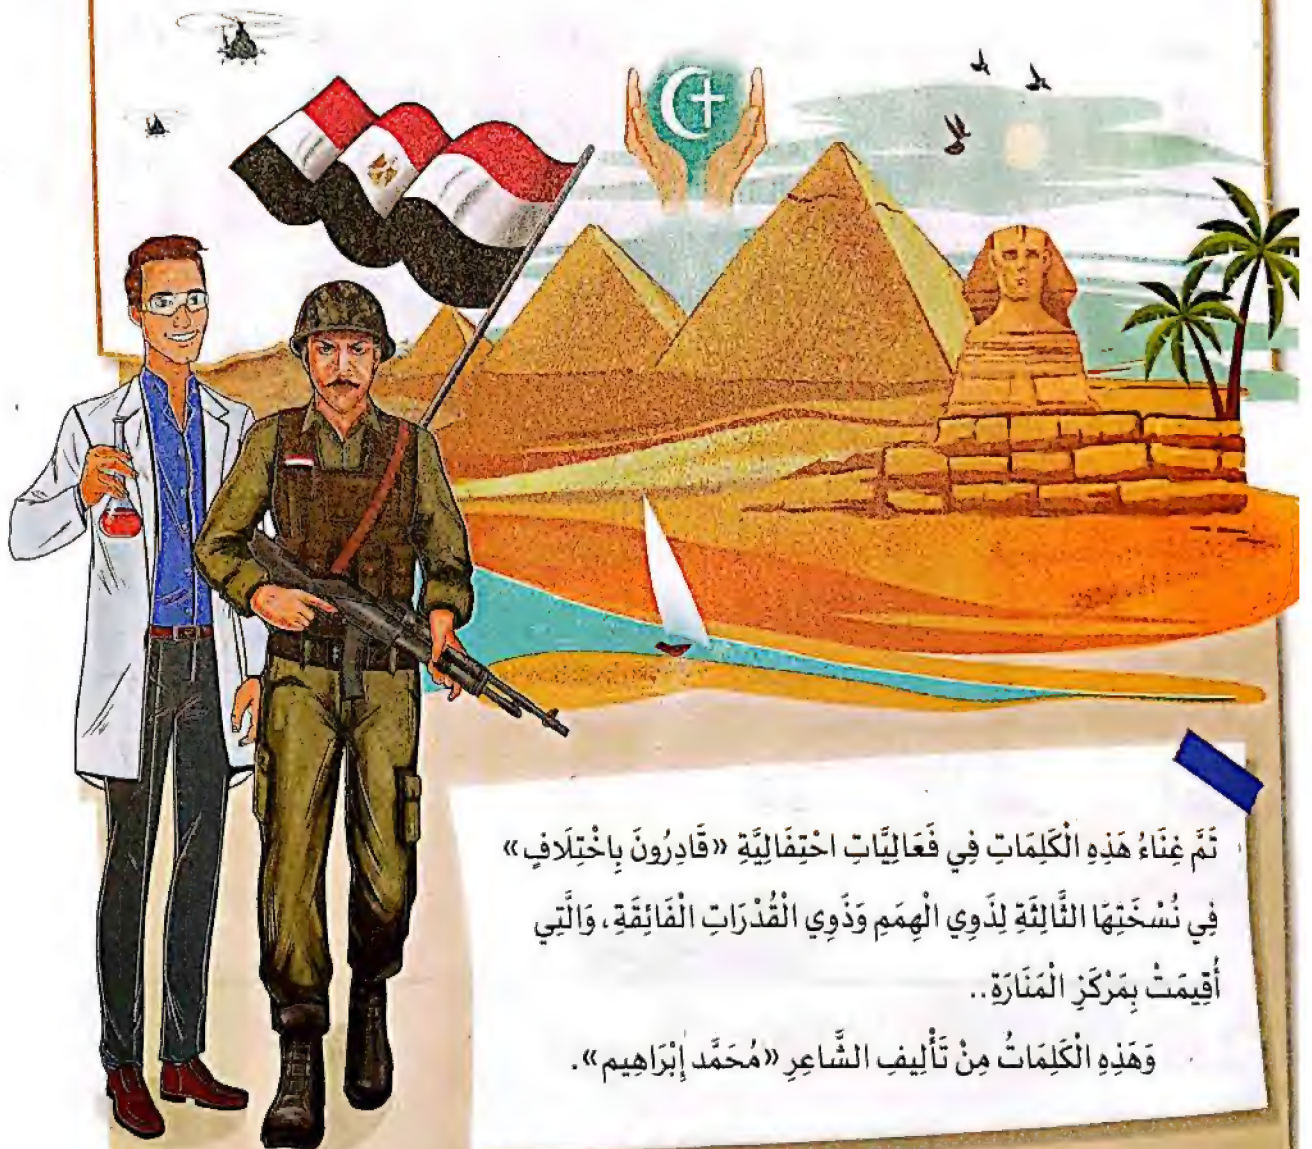 تَمَّ غِنَاءُ هَذِهِ الْكَلِمَاتِ فِي فَعَالِيَّاتِ احْتِفَالِيَّةِ «قَادِرُونَ بِاخْتِلَافٍ»
فِي نُسْخَتِهَا الثَّالِثَةِ لِذَوِي الْهِمَمِ وَذَوِي الْقُدْرَاتِ الْفَائِقَةِ، وَالَّتِي
أُقِيمَتْ بِمَرْكَزِ الْمَنَارَةِ..
وَهَذِهِ الْكَلِمَاتُ مِنْ تَأْلِيفِ الشَّاعِرِ «مُحَمَّد إِبْرَاهِيم».